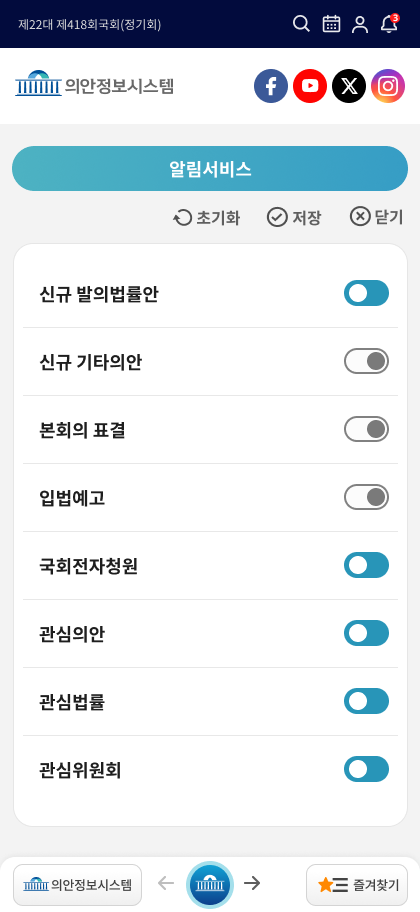 제22대 제418회국회(정기회)
3
의안정보시스템
알림서비스
초기화 저장 닫기
신규 발의법률안
신규 기타의안
본회의 표결
입법예고
국회전자청원
관심의안
관심법률
관심위원회
의안정보시스템 즐겨찾기